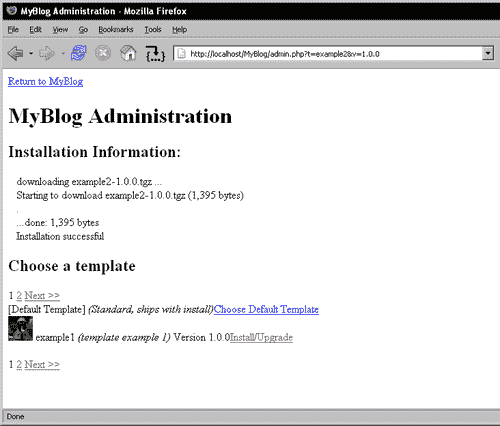 MyBlog Administration - Mozilla Firefox
File Edit View Go Bookmarks Tools Help
http://localhost/MyBlog/admin.php?t=example2&v=1.0.0
Return to MyBlog
MyBlog Administration
Installation Information:
downloading example2-1.0.0.tgz ...
Starting to download example2-1.0.0.tgz (1,395 bytes)
.
...done: 1,395 bytes
Installation successful
Choose a template
1 2 Next >>
[Default Template] (Standard, ships with install)Choose Default Template
example1 (template example 1) Version 1.0.0Install/Upgrade
1 2 Next >>
Done